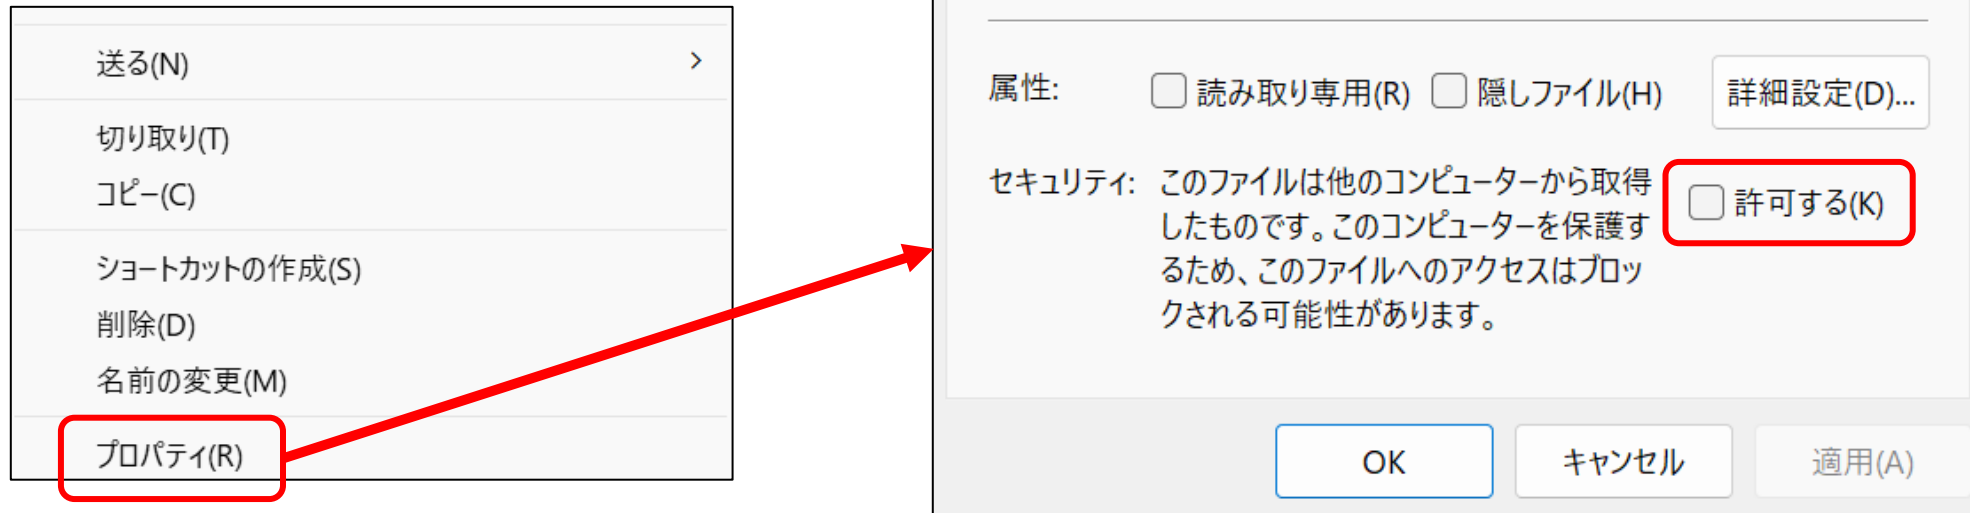 送る(N)
切り取り(T)
コピー(C)
ショートカットの作成(S)
削除(D)
名前の変更(M)
プロパティ(R)
属性: 読み取り専用(R) 隠しファイル(H) 詳細設定(D)...
セキュリティ: このファイルは他のコンピューターから取得
したものです。このコンピューターを保護す
るため、このファイルへのアクセスはブロッ
クされる可能性があります。
許可する(K)
OK キャンセル 適用(A)